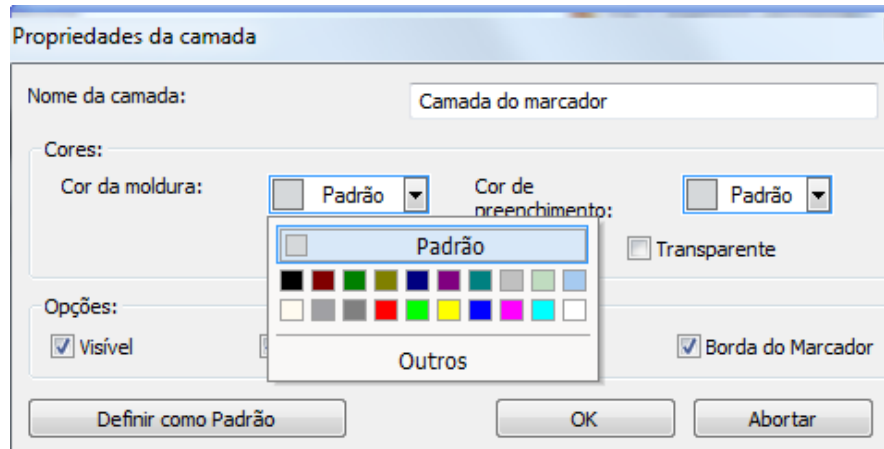 Propriedades da camada
Nome da camada:
Camada do marcador
Cores:
Cor da moldura:
Padrão
Cor de
preenchimento:
Padrão
Padrão
Transparente
Outros
Opções:
Visível
Borda do Marcador
Definir como Padrão
OK
Abortar